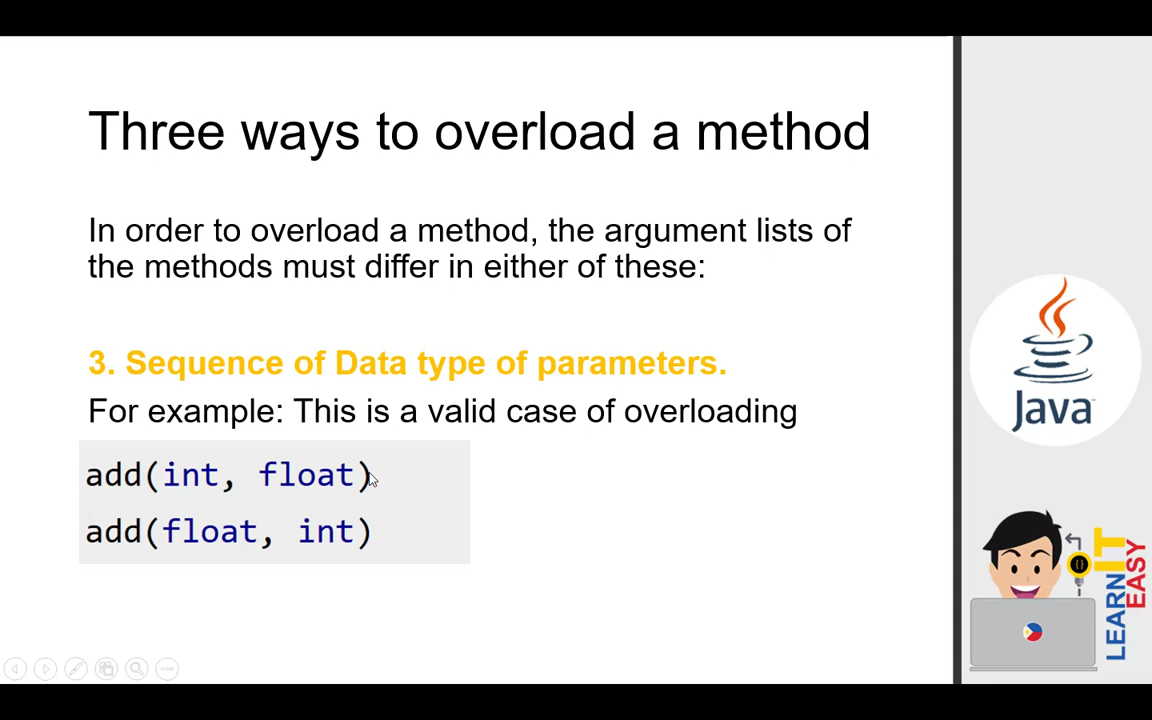 Three ways to overload a method
In order to overload a method, the argument lists of
the methods must differ in either of these:
3. Sequence of Data type of parameters.
For example: This is a valid case of overloading
add(int, float)
add(float, int)
Java
LEARN IT
EASY